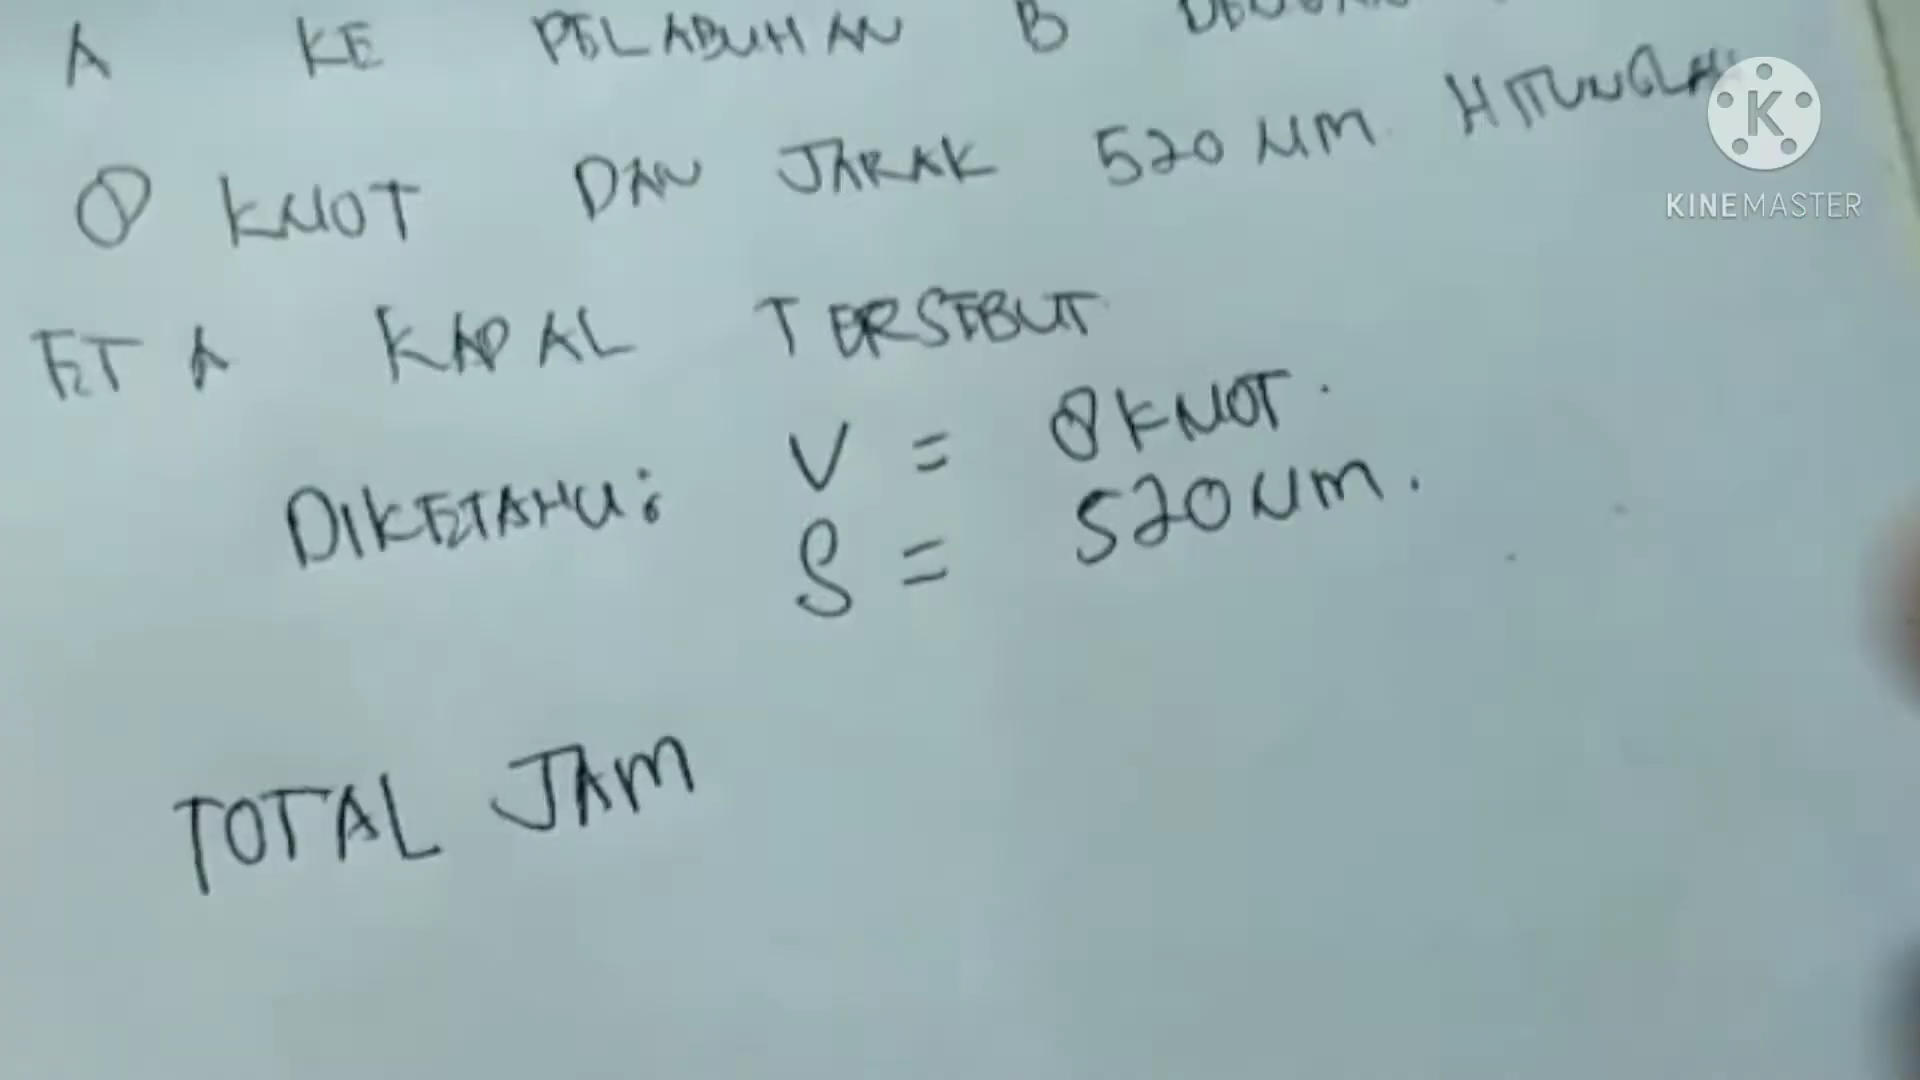 A KE PELABUHAN B DENGAN
8 KNOT DAN JARAK 520 NM HITUNGLAH
ETA KAPAL TERSEBUT
DIKETAHUI: V = 8 KNOT.
S = 520 NM.
TOTAL JAM
K
KINEMASTER